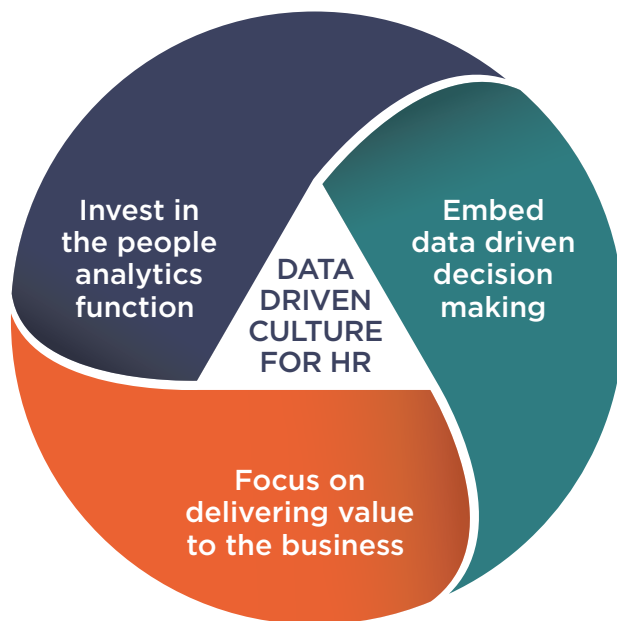 Invest in
the people
analytics
function
Embed
data driven
decision
making
DATA
DRIVEN
CULTURE
FOR HR
Focus on
delivering value
to the business